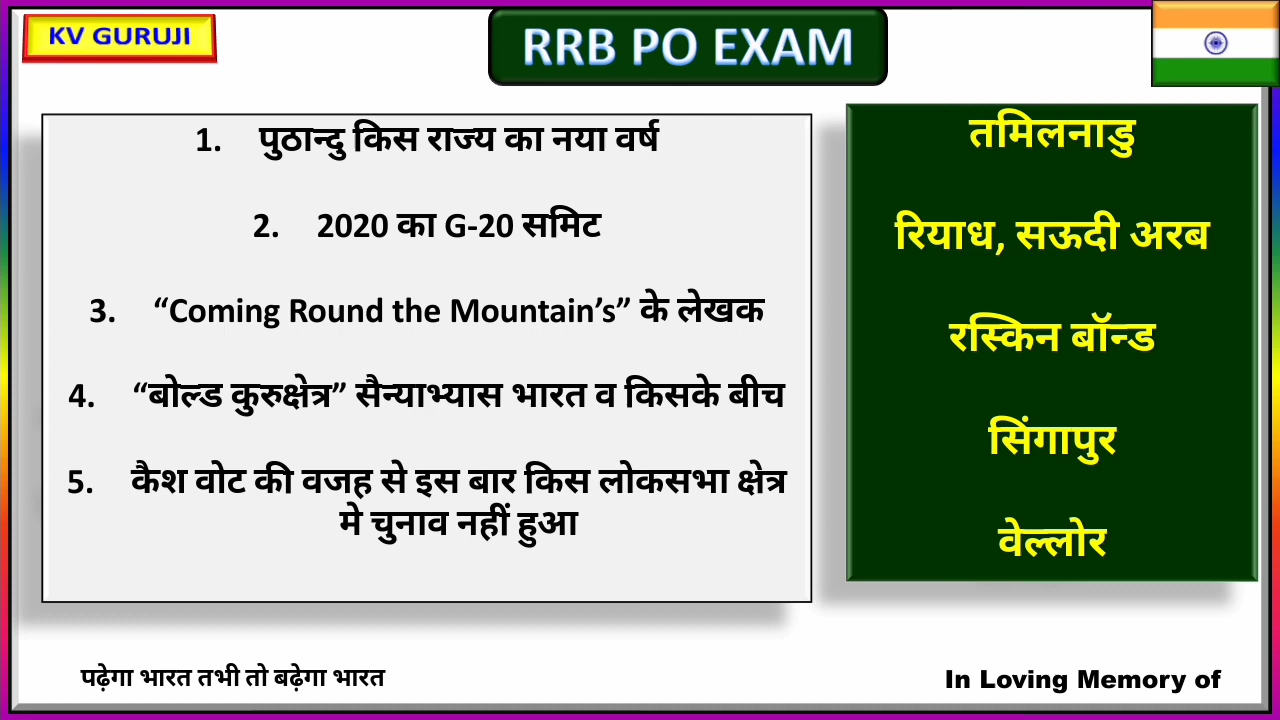 KV GURUJI
RRB PO EXAM
1. पुठान्दु किस राज्य का नया वर्ष
2. 2020 का G-20 समिट
3. “Coming Round the Mountain’s” के लेखक
4. “बोल्ड कुरुक्षेत्र” सैन्याभ्यास भारत व किसके बीच
5. कैश वोट की वजह से इस बार किस लोकसभा क्षेत्र
मे चुनाव नहीं हुआ
तमिलनाडु
रियाध, सऊदी अरब
रस्किन बॉन्ड
सिंगापुर
वेल्लोर
पढ़ेगा भारत तभी तो बढ़ेगा भारत
In Loving Memory of